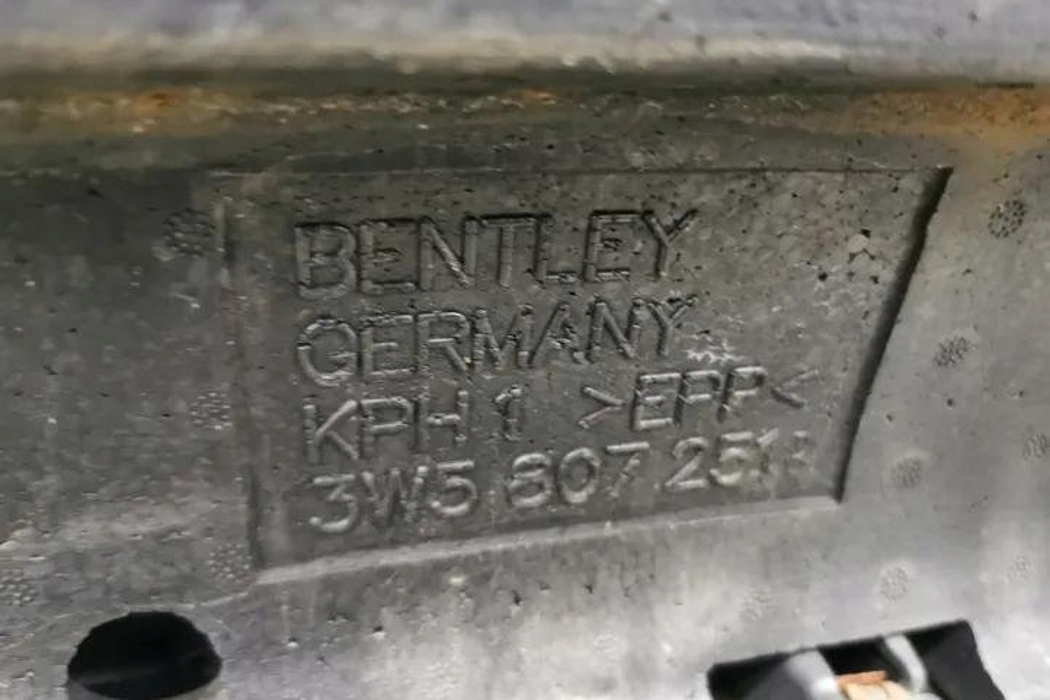 BENTLEY
GERMANY
KPH 1 >EPP<
3W5 807